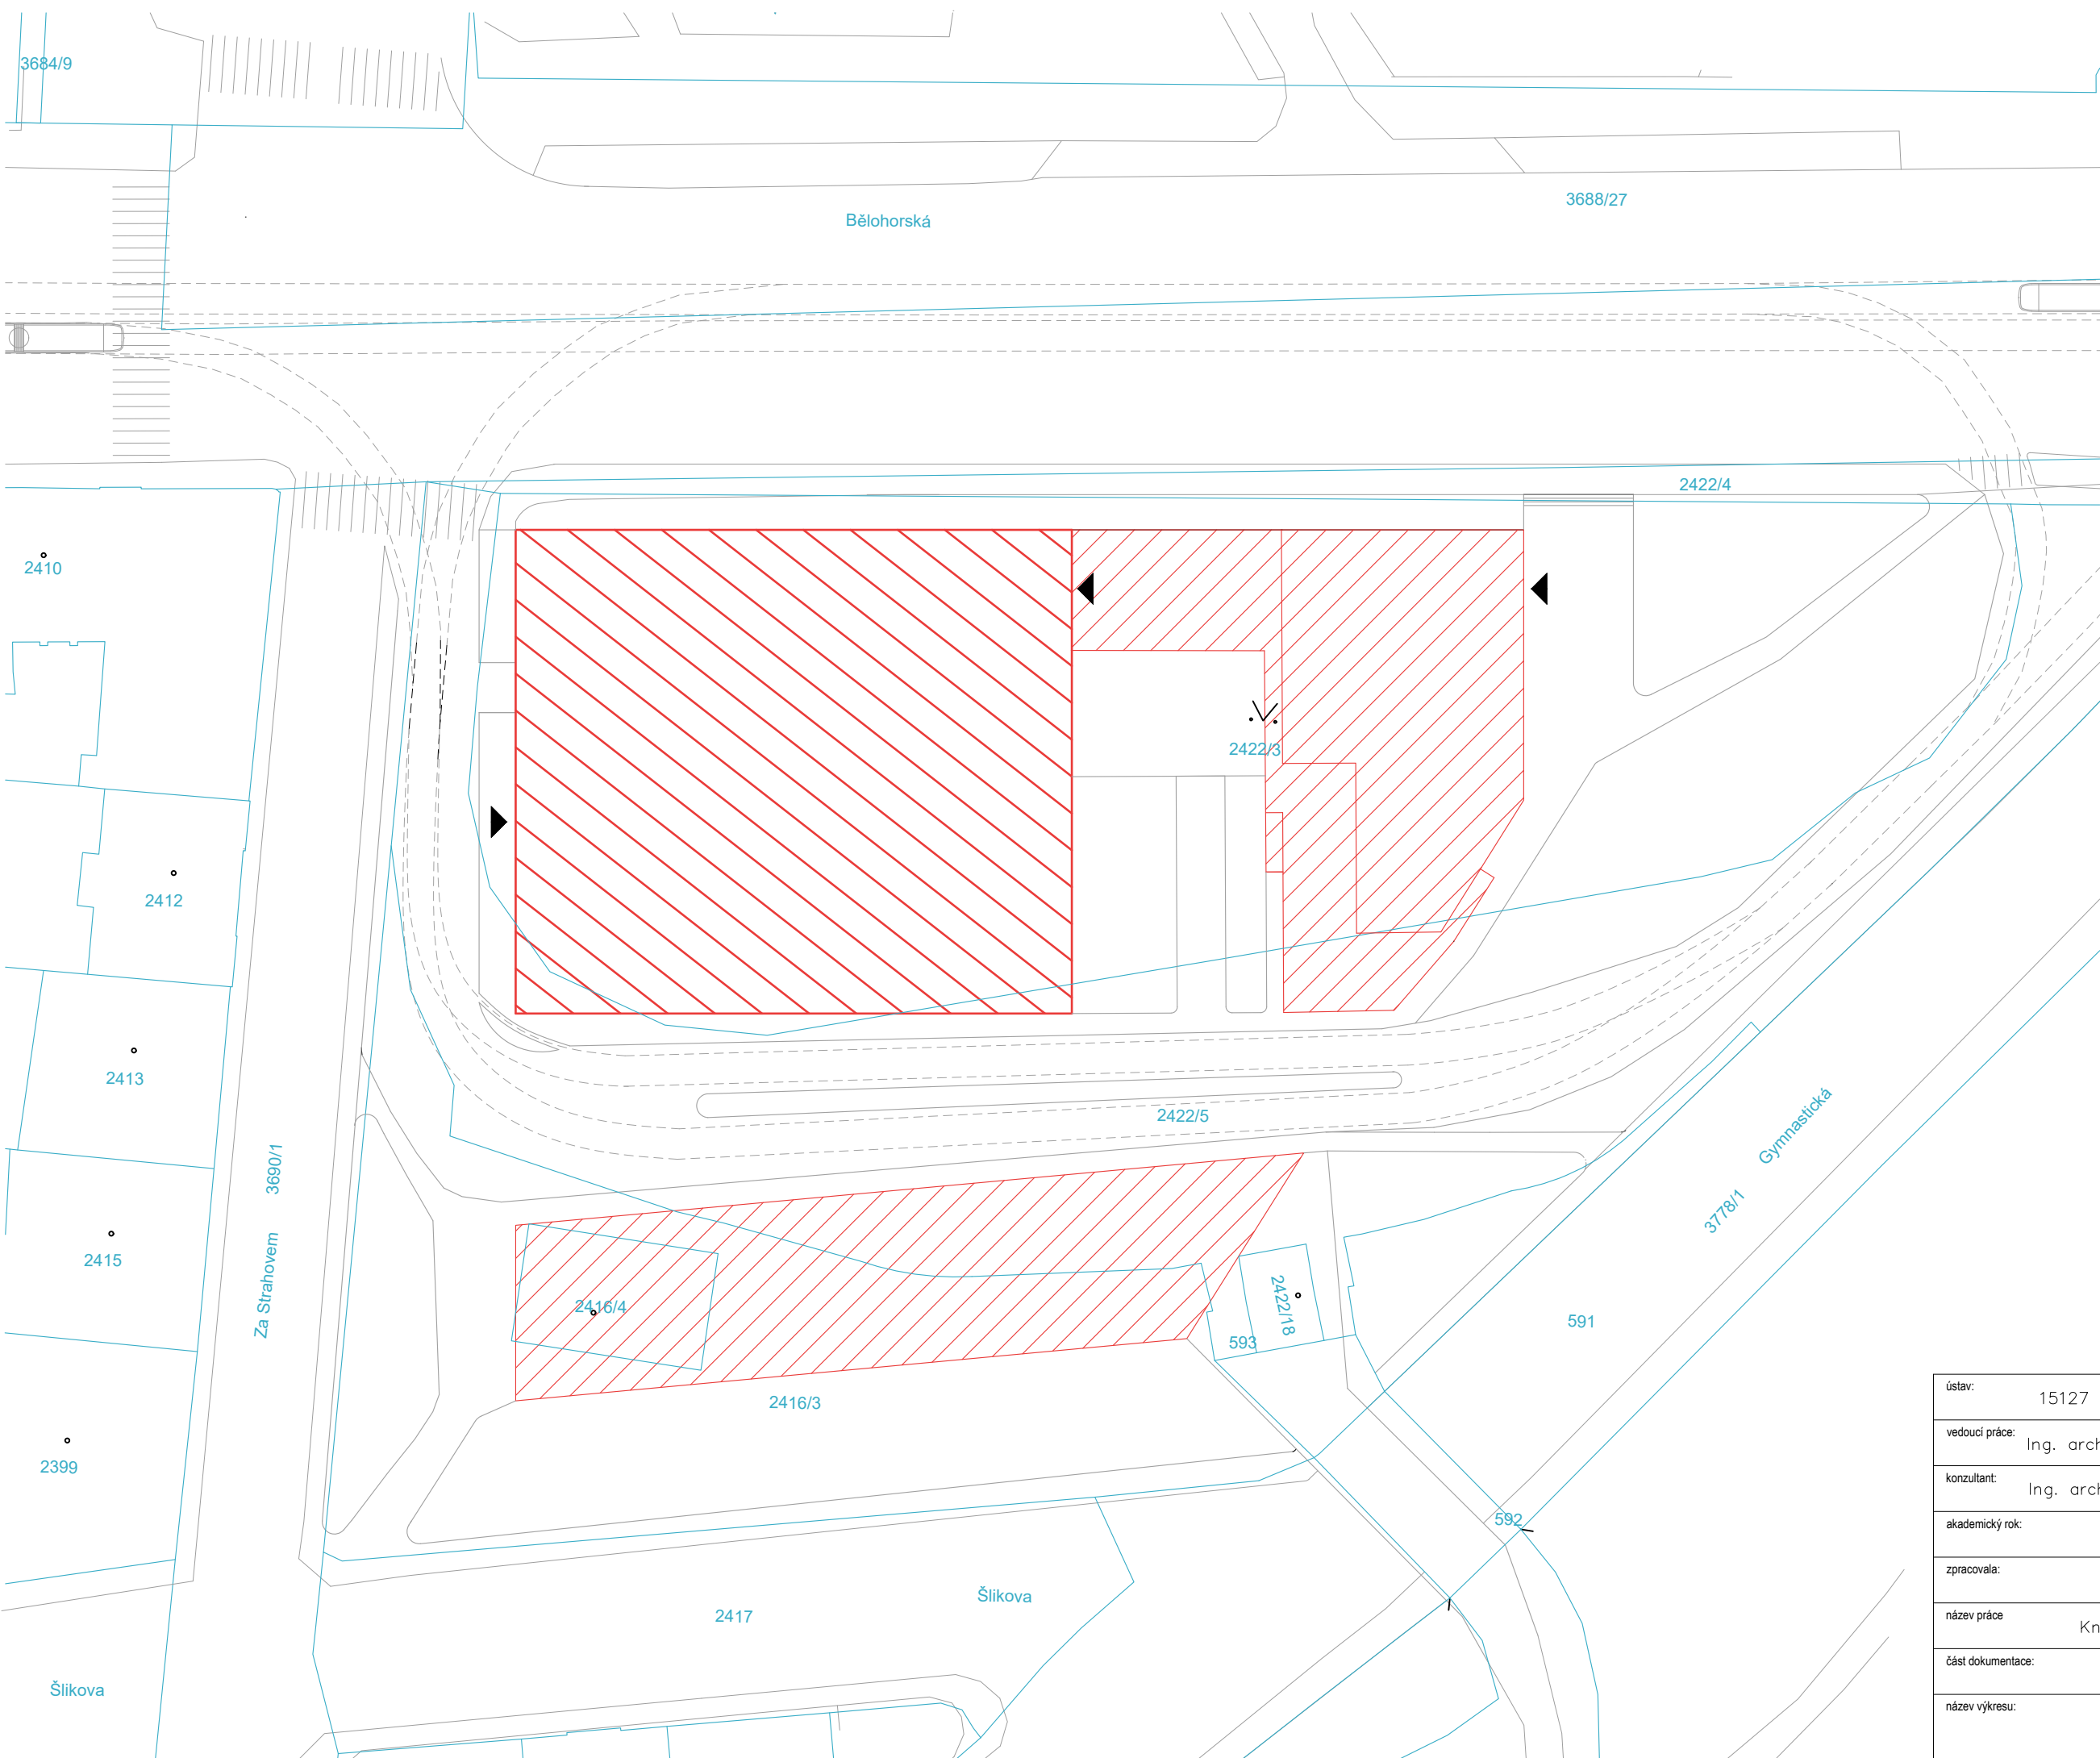 3684/9
3688/27
Bělohorská
2422/4
2410
2422/3
2412
2413
2422/5
Gymnastická
3690/1
3778/1
2415
Za Strahovem
2416/4
2422/18
591
593
2416/3
ústav: 15127
vedoucí práce: Ing. arch
2399
konzultant: Ing. arch
592
akademický rok:
zpracovala:
Šlikova
2417
název práce Kn
část dokumentace:
Šlikova
název výkresu: